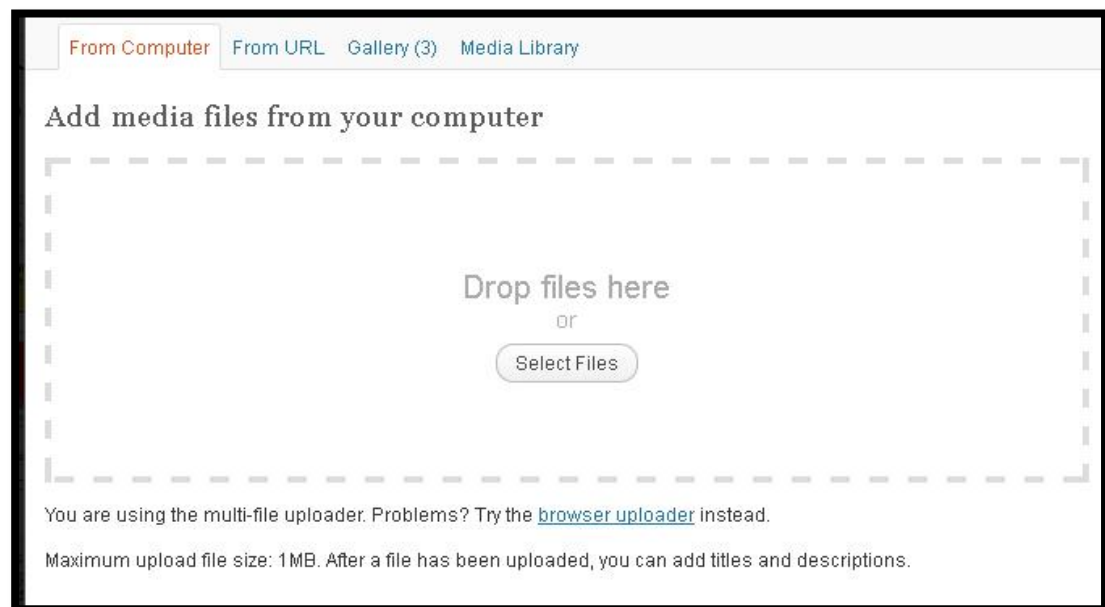 From Computer From URL Gallery (3) Media Library
Add media files from your computer
Drop files here
or
Select Files
You are using the multi-file uploader. Problems? Try the browser uploader instead.
Maximum upload file size: 1MB. After a file has been uploaded, you can add titles and descriptions.